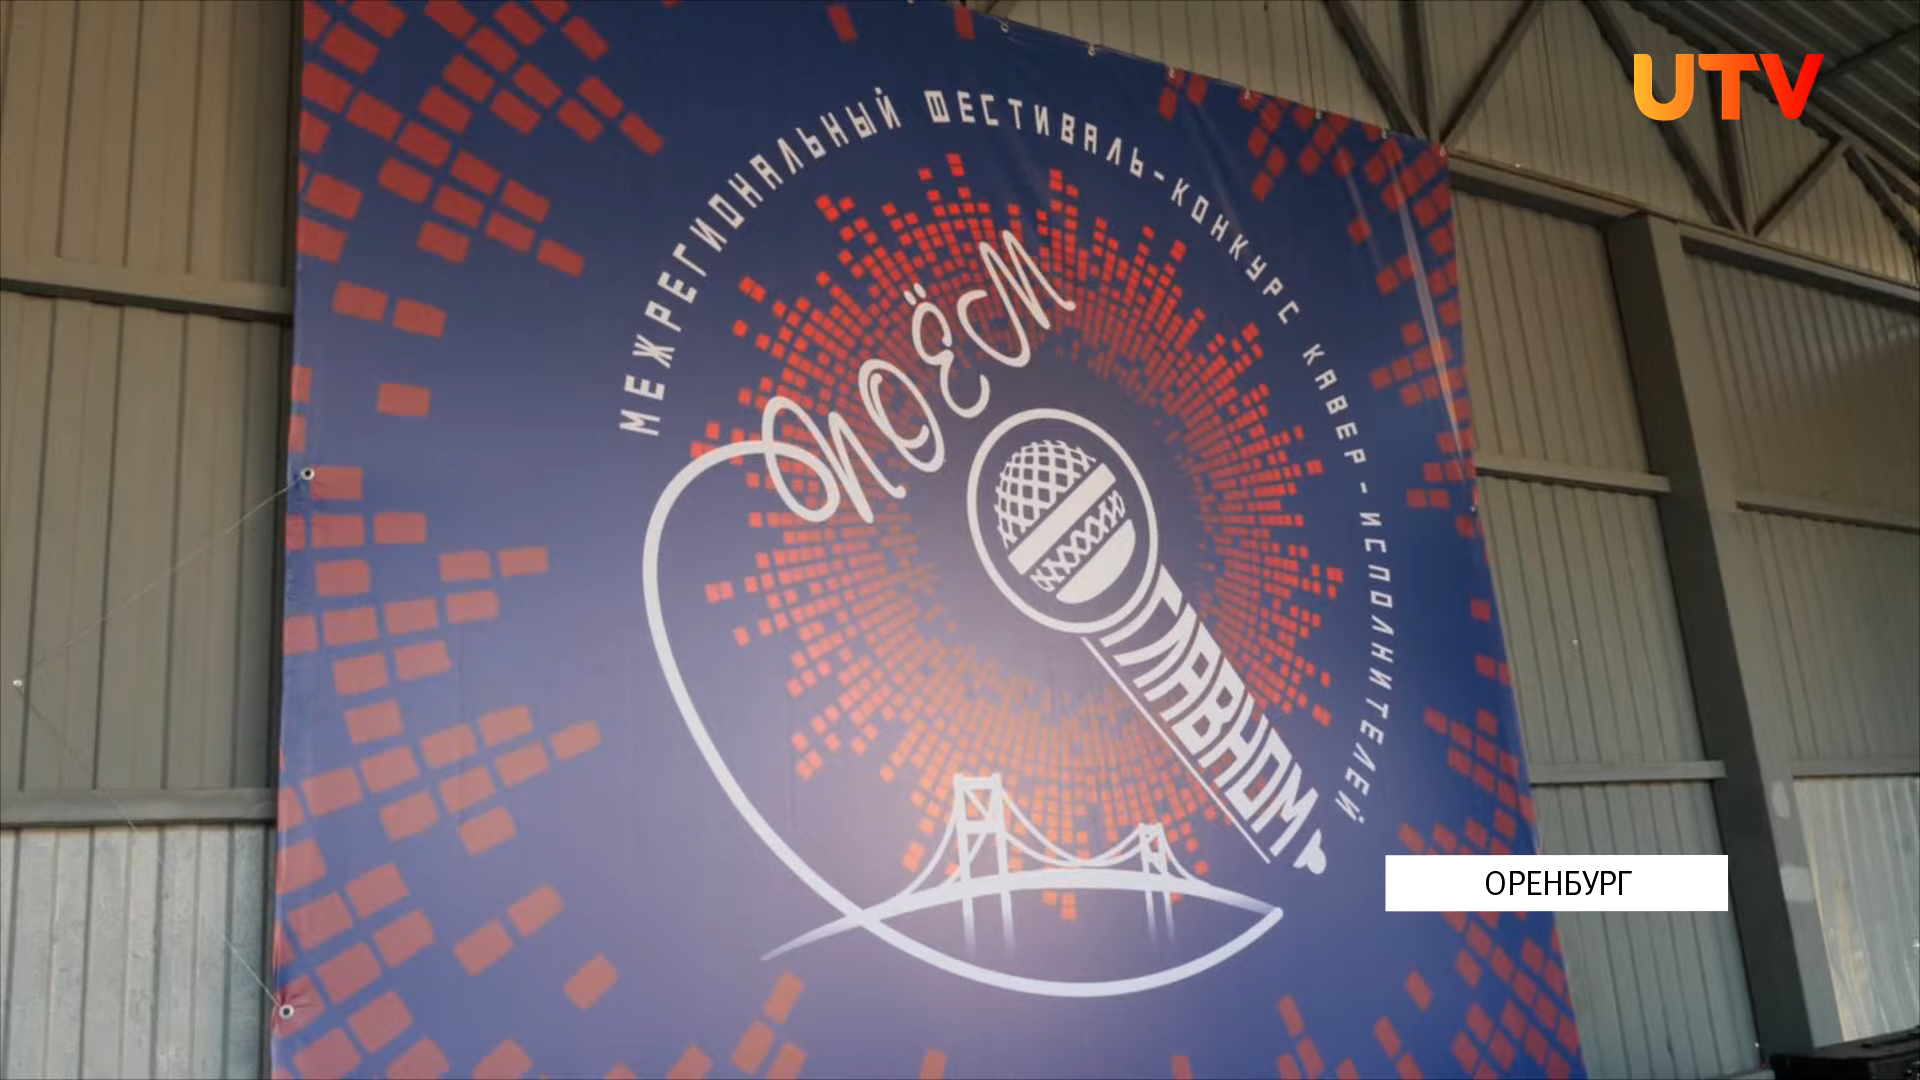 UTV
МЕЖРЕГИОНАЛЬНЫЙ ФЕСТИВАЛЬ-КОНКУРС КАВЕР-ИСПОЛНИТЕЛЕЙ
ПОЁМ
О ГЛАВНОМ
ОРЕНБУРГ